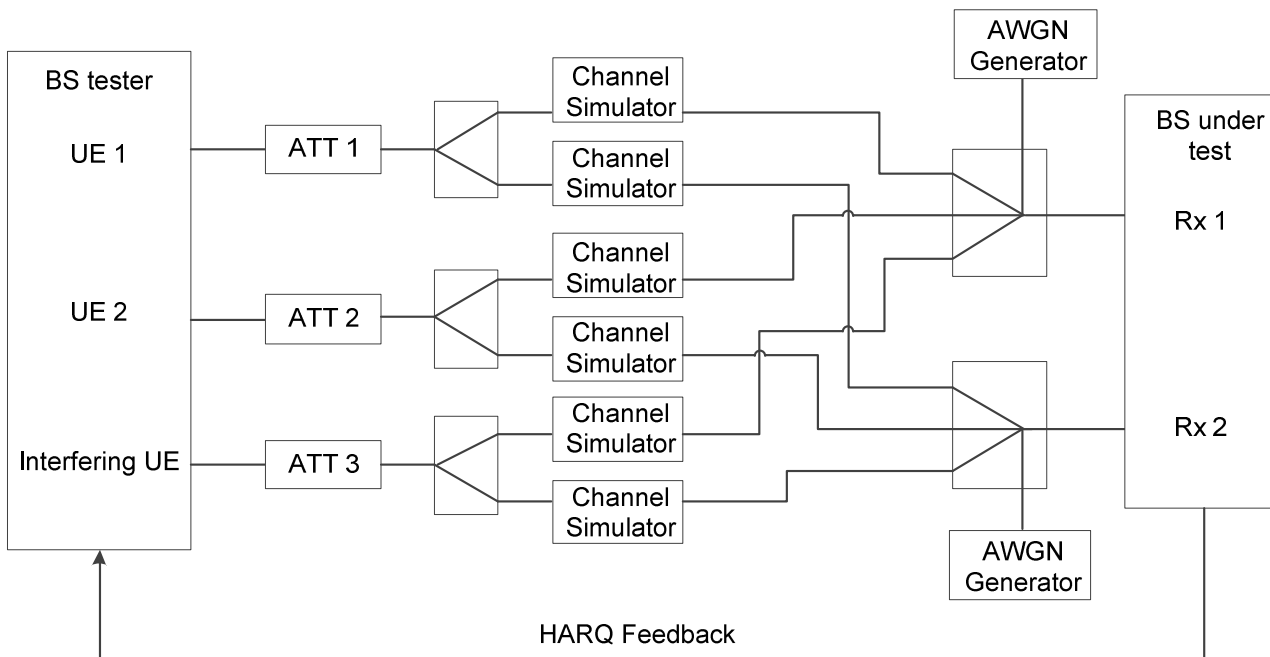 BS tester
UE 1
UE 2
Interfering UE
ATT 1
ATT 2
ATT 3
Channel
Simulator
Channel
Simulator
Channel
Simulator
Channel
Simulator
Channel
Simulator
Channel
Simulator
AWGN
Generator
AWGN
Generator
BS under
test
Rx 1
Rx 2
HARQ Feedback